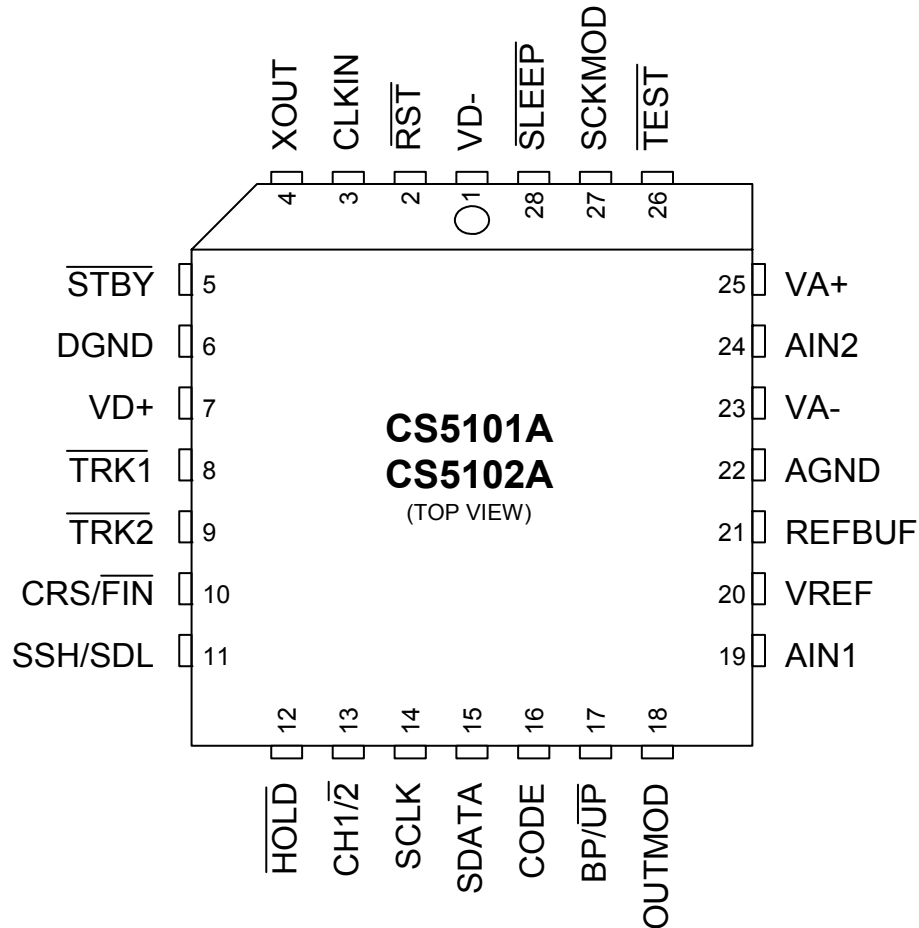 XOUT
CLKIN
RST
VD-
SLEEP
SCKMOD
TEST
4
3
2
1
28
27
26
STBY 5
DGND 6
VD+ 7
TRK1 8
TRK2 9
CRS/FIN 10
SSH/SDL 11
CS5101A
CS5102A
(TOP VIEW)
25 VA+
24 AIN2
23 VA-
22 AGND
21 REFBUF
20 VREF
19 AIN1
12
13
14
15
16
17
18
HOLD
CH1/2
SCLK
SDATA
CODE
BP/UP
OUTMOD